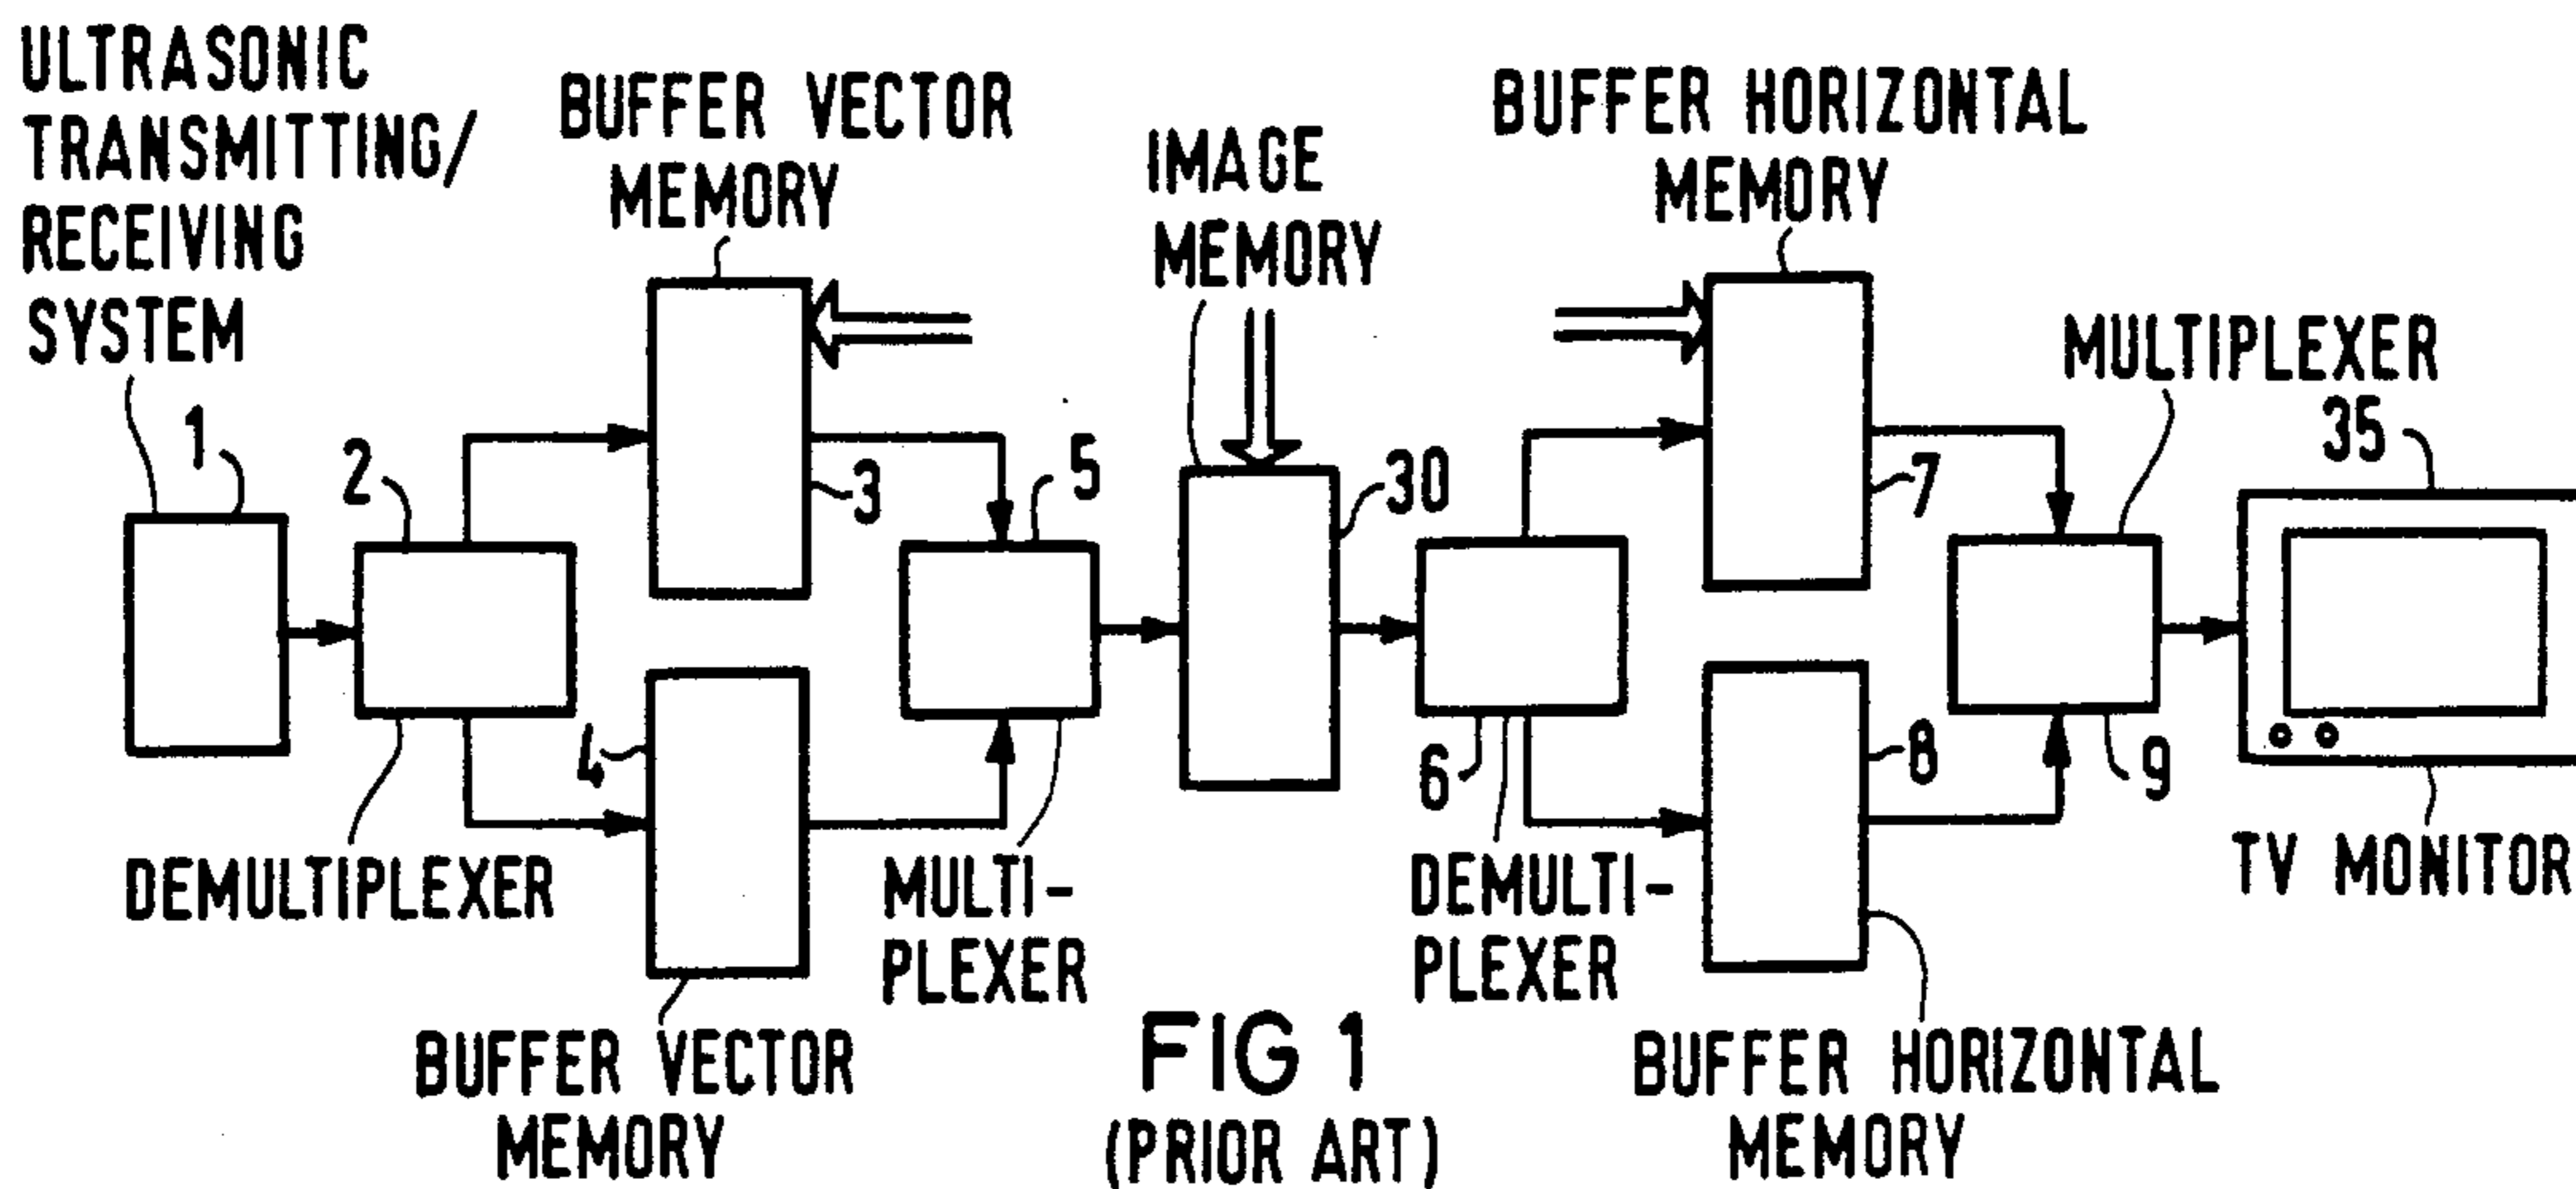 ULTRASONIC
TRANSMITTING/
RECEIVING
SYSTEM
BUFFER VECTOR
MEMORY
IMAGE
MEMORY
BUFFER HORIZONTAL
MEMORY
MULTIPLEXER
1
2
3
4
5
30
6
7
8
9
35
DEMULTIPLEXER
MULTI-
PLEXER
DEMULTI-
PLEXER
TV MONITOR
BUFFER VECTOR
MEMORY
BUFFER HORIZONTAL
MEMORY
FIG 1
(PRIOR ART)